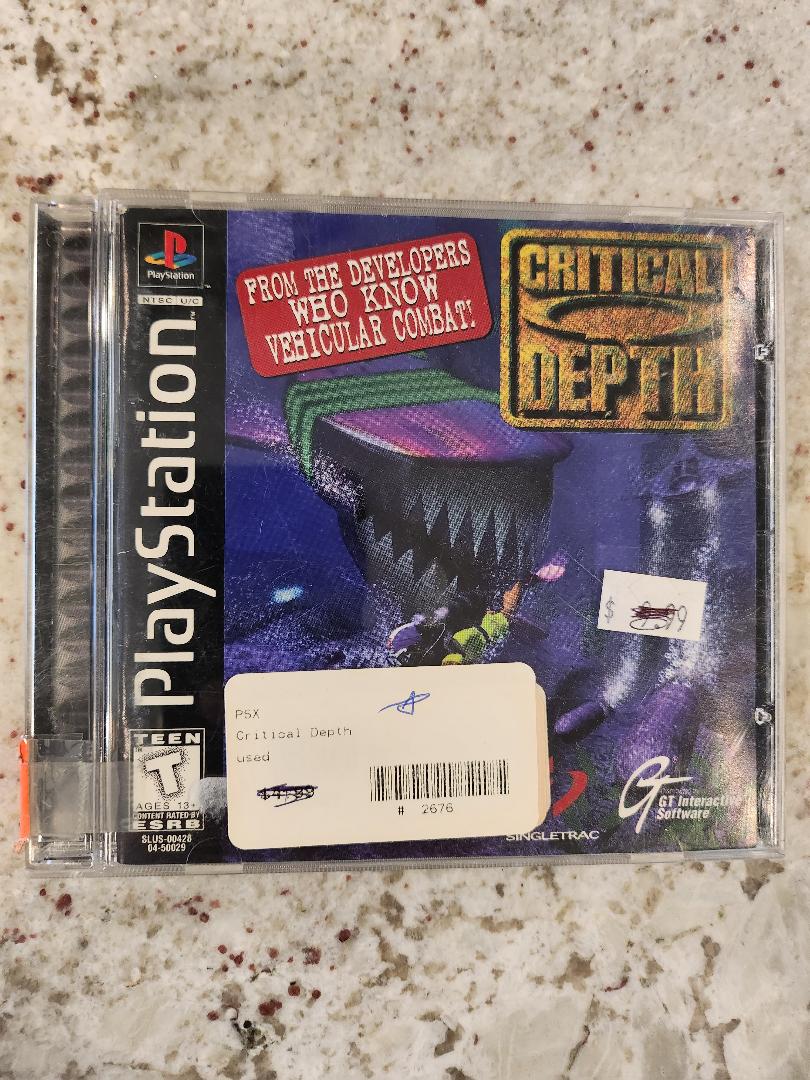 PlayStation
NTSC U/C
PlayStation
FROM THE DEVELOPERS
WHO KNOW
VEHICULAR COMBAT!
CRITICAL
DEPTH
$
PSX
Critical Depth
used
# 2676
TEEN
T
AGES 13+
CONTENT RATED BY
ESRB
SLUS-00428
04-50029
SINGLETRAC
GT
GT Interactive
Software